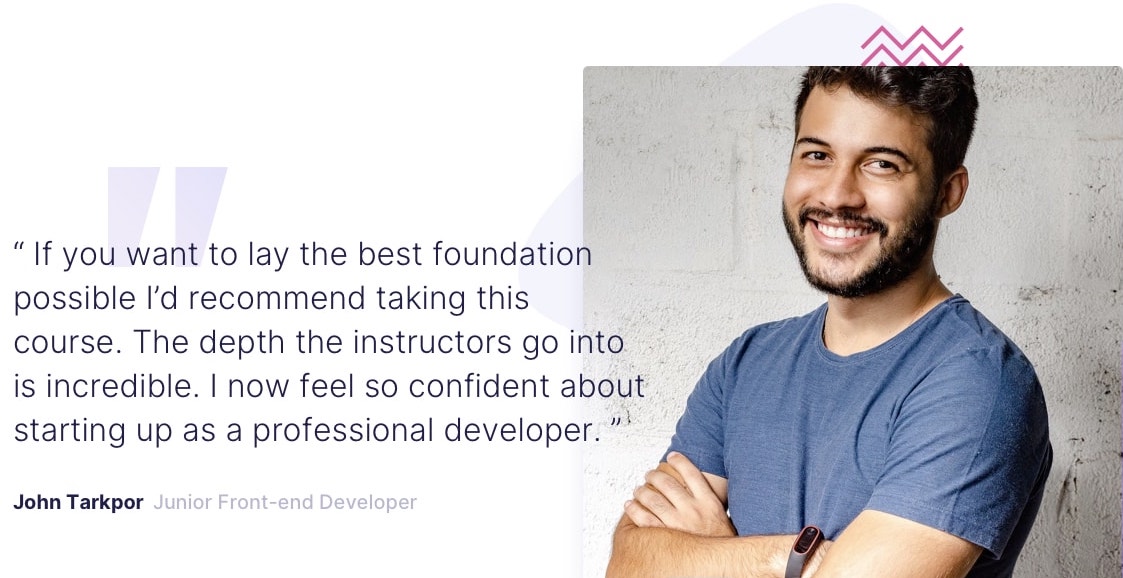 “ If you want to lay the best foundation
possible I’d recommend taking this
course. The depth the instructors go into
is incredible. I now feel so confident about
starting up as a professional developer. ”
John Tarkpor Junior Front-end Developer